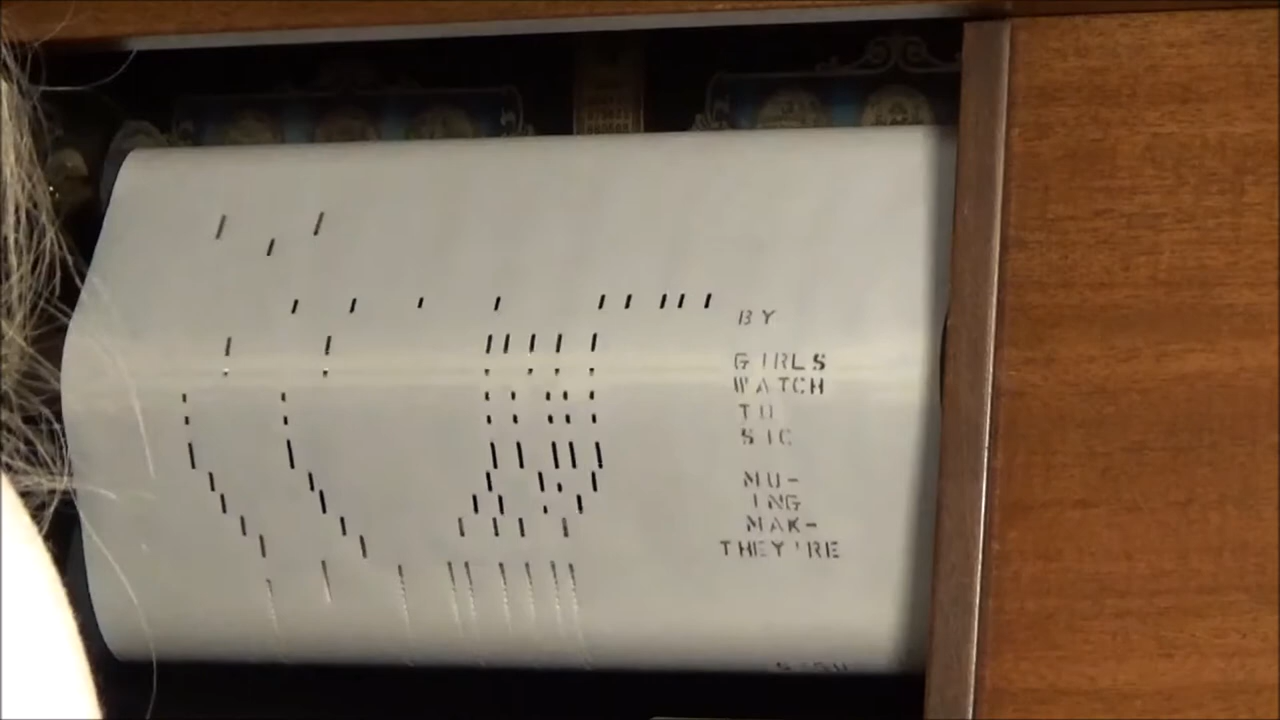 BY
GIRLS
WATCH
TO
SIC
MU-
ING
MAK-
THEY'RE